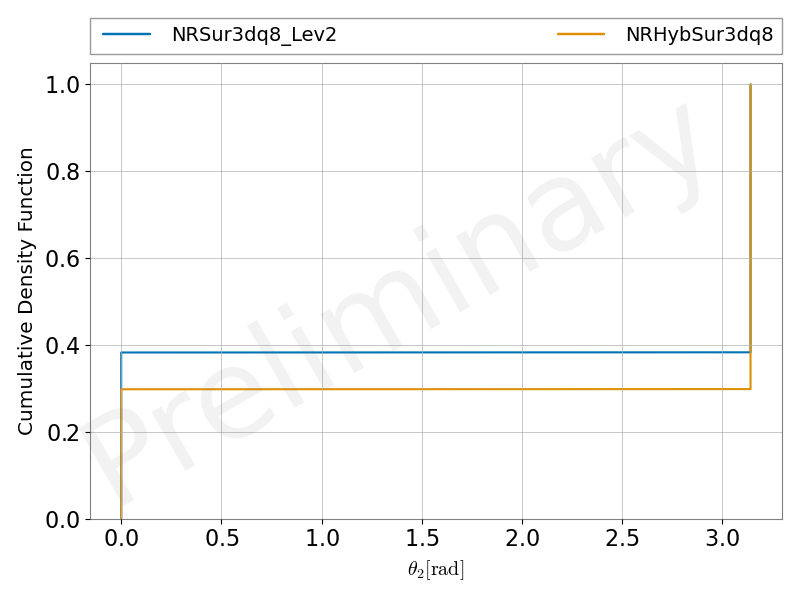 NRSur3dq8_Lev2 NRHybSur3dq8
Cumulative Density Function
1.0
0.8
0.6
0.4
0.2
0.0
0.0 0.5 1.0 1.5 2.0 2.5 3.0
θ₂[rad]
Preliminary